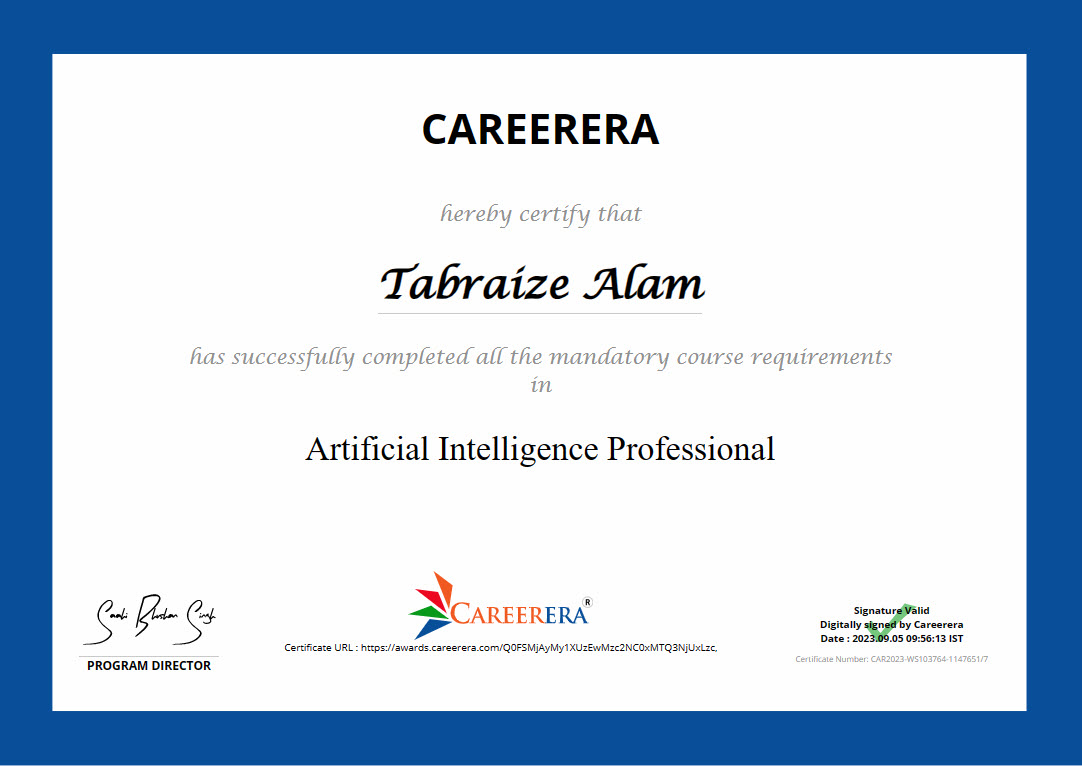 CAREERERA
hereby certify that
Tabraize Alam
has successfully completed all the mandatory course requirements
in
Artificial Intelligence Professional
Saahi Bhushan Singh
PROGRAM DIRECTOR
CAREERERA®
Certificate URL : https://awards.careerera.com/Q0FSMjAyMy1XUzEwMzc2NC0xMTQ3NjUxLzc,
Signature Valid
Digitally signed by Careerera
Date : 2023.09.05 09:56:13 IST
Certificate Number: CAR2023-WS103764-1147651/7